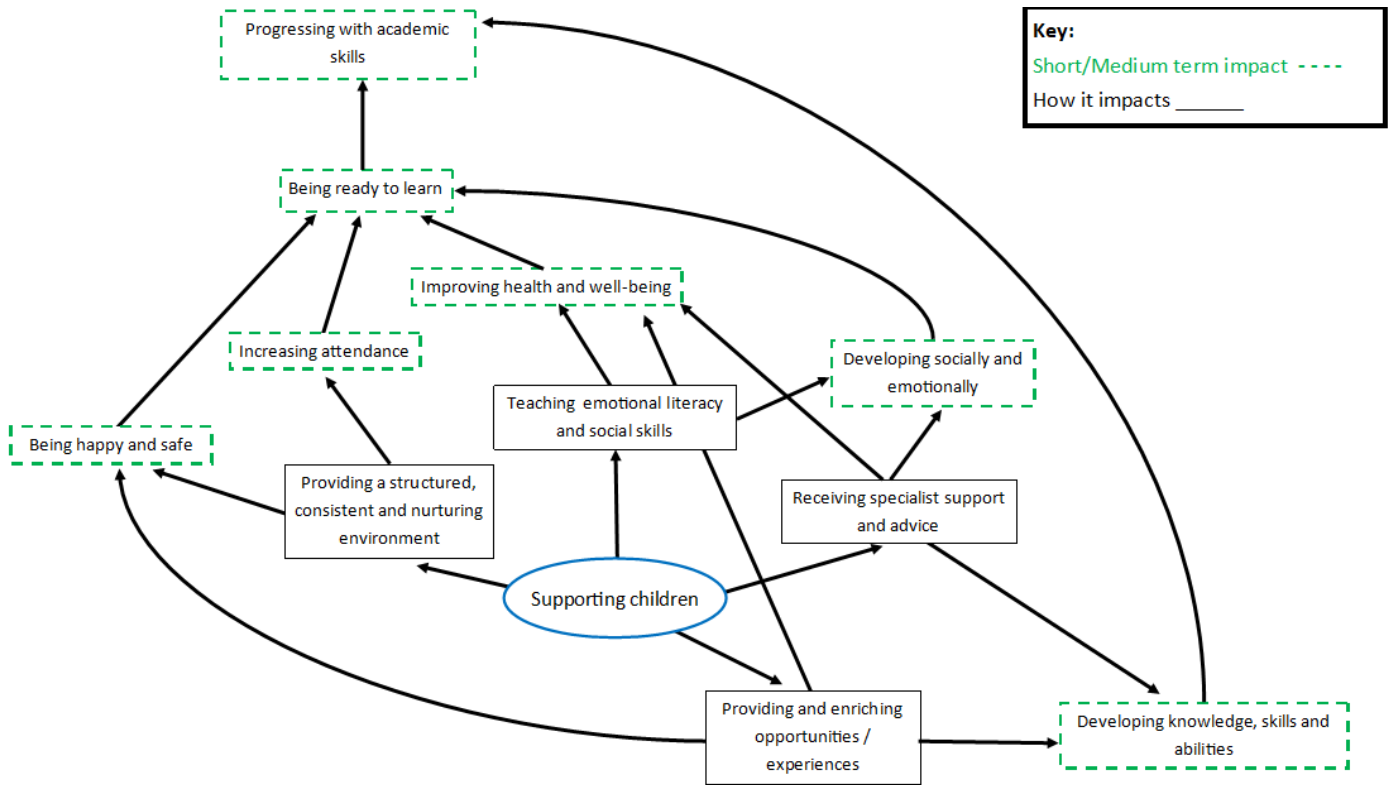 Progressing with academic
skills
Key:
Short/Medium term impact - - - -
How it impacts ______
Being ready to learn
Improving health and well-being
Increasing attendance
Developing socially and
emotionally
Teaching emotional literacy
and social skills
Being happy and safe
Providing a structured,
consistent and nurturing
environment
Receiving specialist support
and advice
Supporting children
Providing and enriching
opportunities /
experiences
Developing knowledge, skills and
abilities